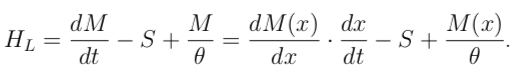 $H_L = \frac{dM}{dt} - S + \frac{M}{\theta} = \frac{dM(x)}{dx} \cdot \frac{dx}{dt} - S + \frac{M(x)}{\theta}.$